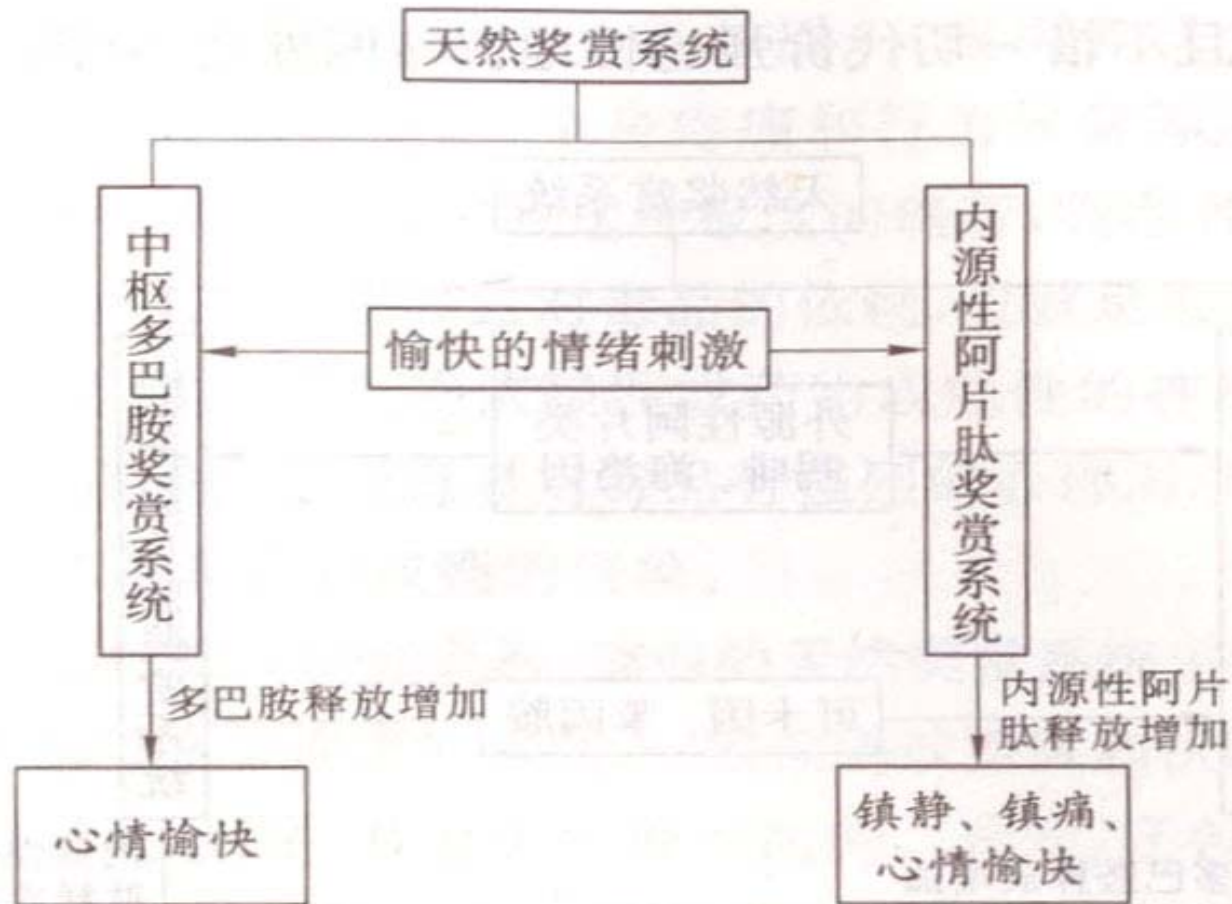 天然奖赏系统
中枢多巴胺奖赏系统
愉快的情绪刺激
内源性阿片肽奖赏系统
多巴胺释放增加
内源性阿片
肽释放增加
心情愉快
镇静、镇痛、
心情愉快